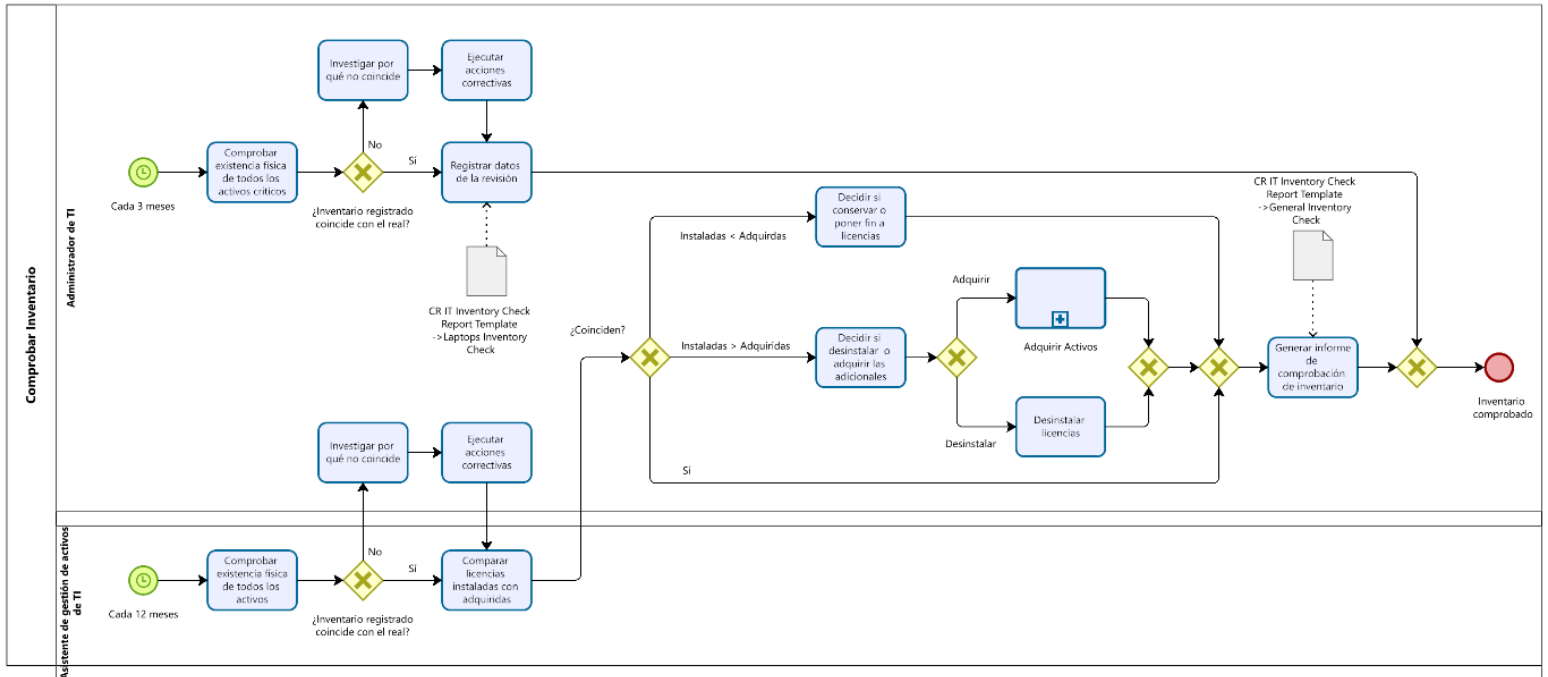 Comprobar Inventario
Administrador de TI
Cada 3 meses
Comprobar
existencia física
de todos los
activos críticos
¿Inventario registrado
coincide con el real?
No
Sí
Investigar por
qué no coincide
Ejecutar
acciones
correctivas
Registrar datos
de la revisión
CR IT Inventory Check
Report Template
->Laptops Inventory
Check
¿Coinciden?
Instaladas < Adquirdas
Decidir si
conservar o
poner fin a
licencias
Instaladas > Adquiridas
Decidir si
desinstalar o
adquirir las
adicionales
Adquirir
Adquirir Activos
Desinstalar
Desinstalar
licencias
Sí
CR IT Inventory Check
Report Template
->General Inventory
Check
Generar informe
de
comprobación
de inventario
Inventario
comprobado
Investigar por
qué no coincide
Ejecutar
acciones
correctivas
Asistente de gestión de activos
de TI
Cada 12 meses
Comprobar
existencia física
de todos los
activos
¿Inventario registrado
coincide con el real?
No
Sí
Comparar
licencias
instaladas con
adquiridas